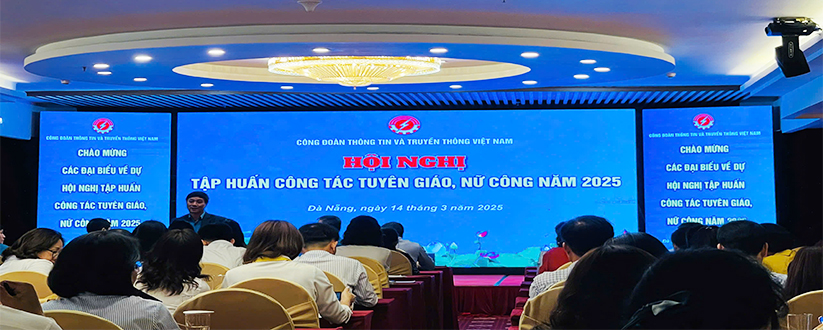 CÔNG ĐOÀN THÔNG TIN VÀ TRUYỀN THÔNG VIỆT NAM
CHÀO MỪNG
CÁC ĐẠI BIỂU VỀ DỰ
HỘI NGHỊ TẬP HUẤN
CÔNG TÁC TUYÊN GIÁO,
NỮ CÔNG NĂM 2025
CÔNG ĐOÀN THÔNG TIN VÀ TRUYỀN THÔNG VIỆT NAM
HỘI NGHỊ
TẬP HUẤN CÔNG TÁC TUYÊN GIÁO, NỮ CÔNG NĂM 2025
Đà Nẵng, ngày 14 tháng 3 năm 2025
CÔNG ĐOÀN THÔNG TIN VÀ TRUYỀN THÔNG VIỆT NAM
CHÀO MỪNG
CÁC ĐẠI BIỂU VỀ DỰ
HỘI NGHỊ TẬP HUẤN
CÔNG TÁC TUYÊN GIÁO,
NỮ CÔNG NĂM 2025